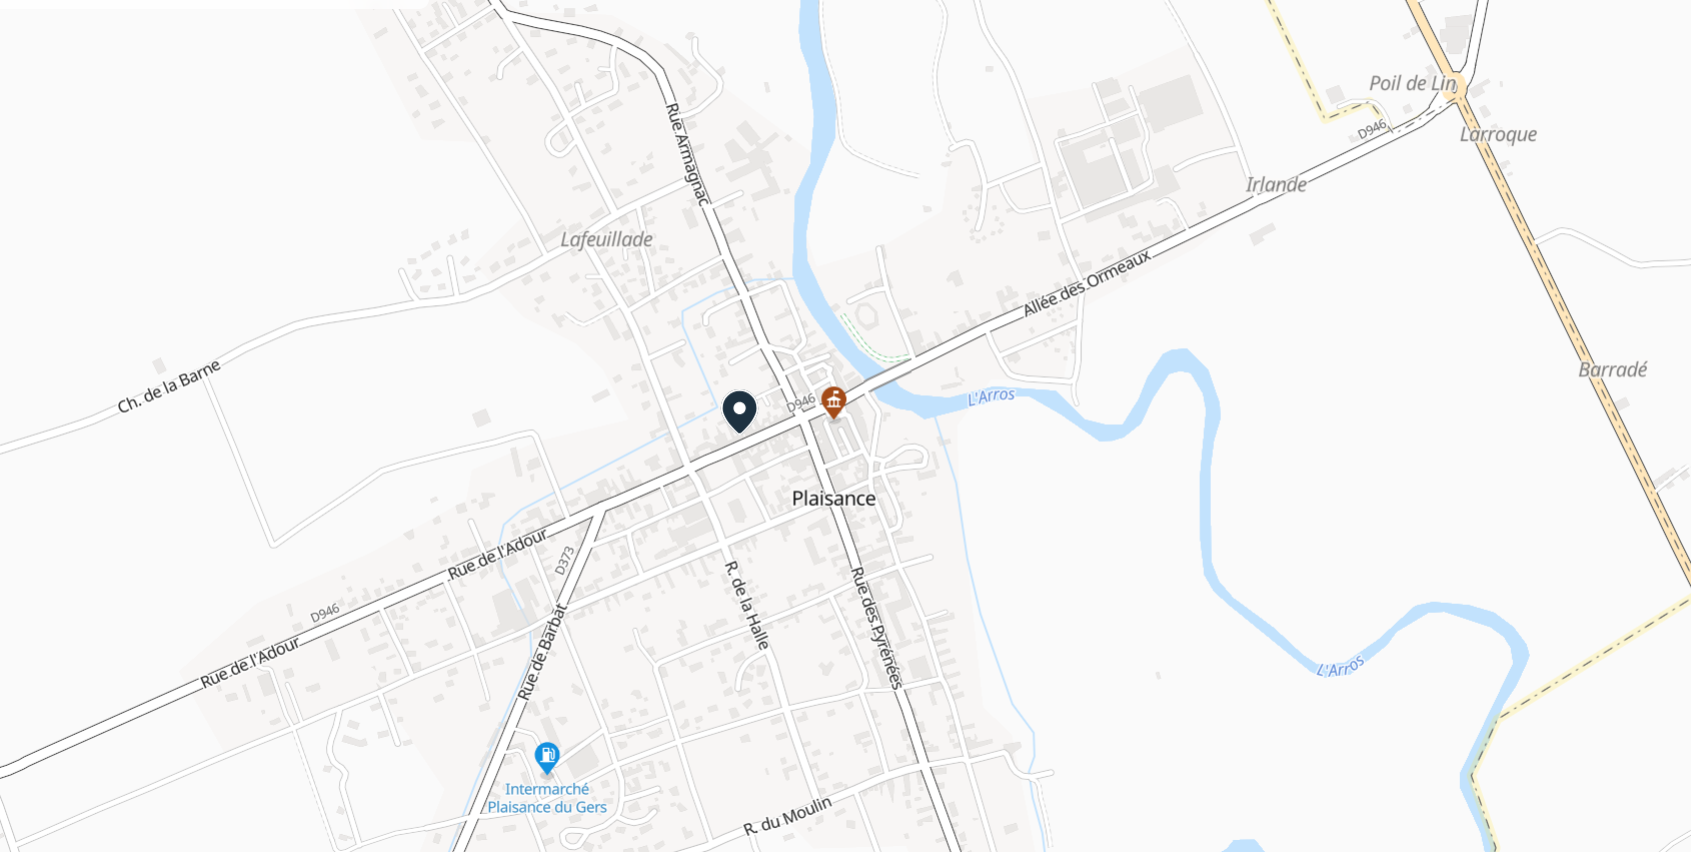 Poil de Lin
Rue Armagnac
D946
Larroque
Irlande
Lafeuillade
Allée des Ormeaux
Ch. de la Barne
Barradé
L'Arros
D946
Plaisance
Rue de l'Adour
D373
R. de la Halle
Rue des Pyrénées
D946
Rue de Barbat
Rue de l'Adour
L'Arros
Intermarché
Plaisance du Gers
R. du Moulin